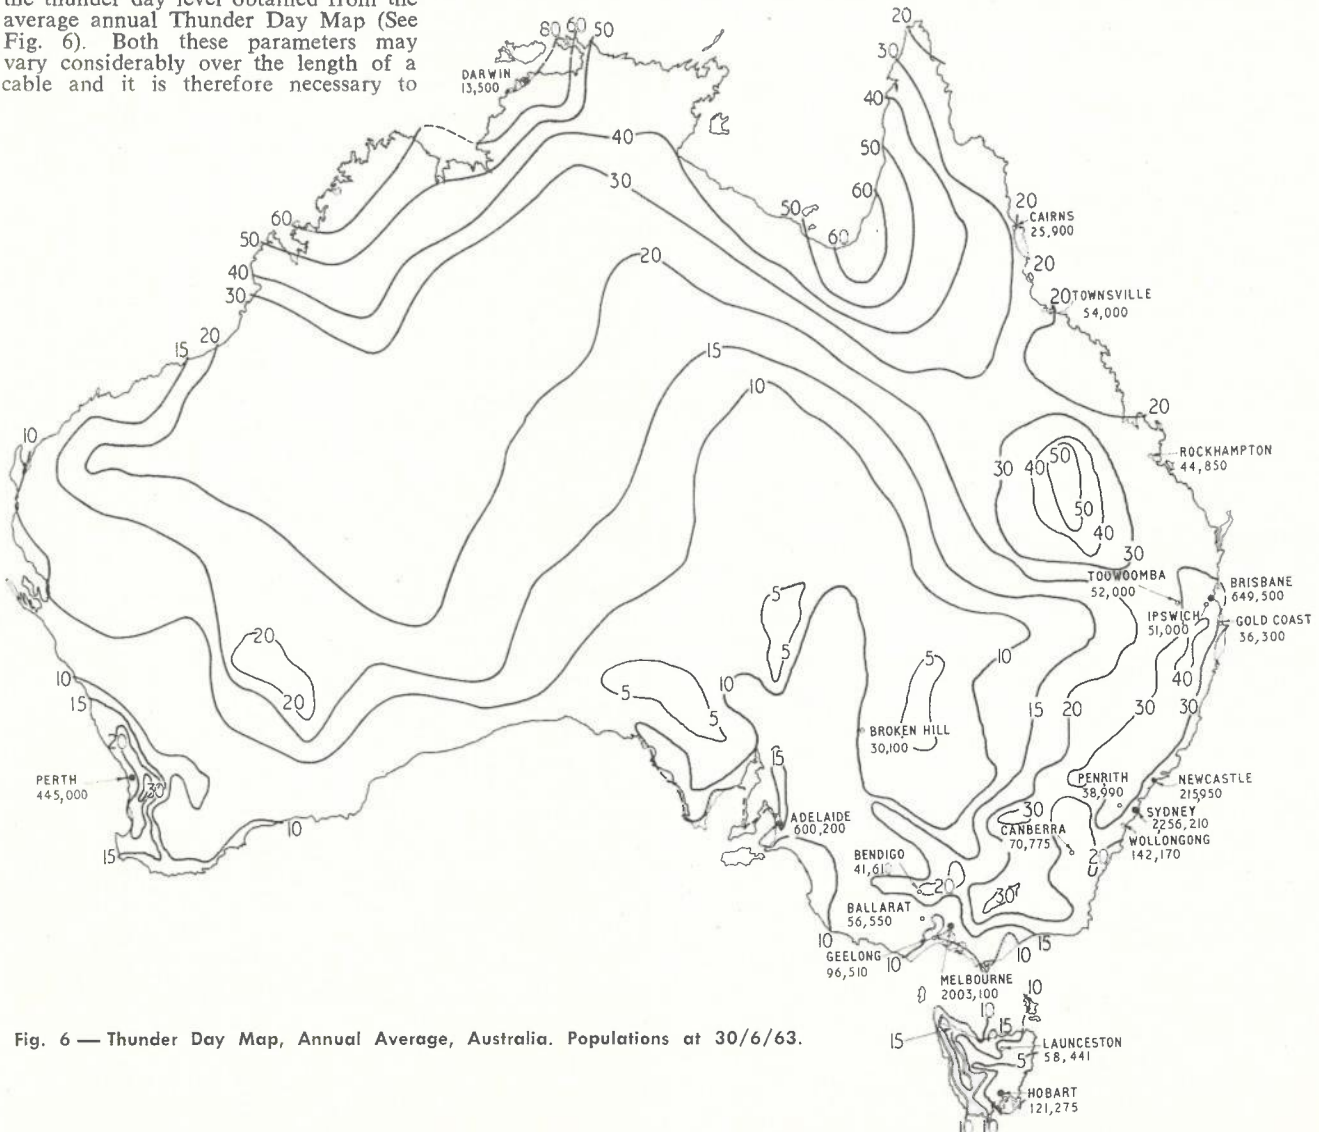 the thunder day level obtained from the
average annual Thunder Day Map (See
Fig. 6). Both these parameters may
vary considerably over the length of a
cable and it is therefore necessary to
80 60 50
20
DARWIN
13,500
30
40
40
50
30
60
50
60
60
50
40
30
20
CAIRNS
25,900
20
20
20
TOWNSVILLE
54,000
15 20
15
10
20
10
ROCKHAMPTON
44,850
30 40 50
50
40
30
TOOWOOMBA
52,000
BRISBANE
649,500
IPSWICH
51,000
GOLD COAST
36,300
5
5
20
20
10
5
5
10
5
10
40
15
15 20 30 30
BROKEN HILL
30,100
20
15
PERTH
445,000
30
PENRITH
38,990
NEWCASTLE
215,950
30
SYDNEY
2256,210
ADELAIDE
600,200
CANBERRA
70,775
WOLLONGONG
142,170
10
15
BENDIGO
20
20
30
BALLARAT
56,550
10
GEELONG
96,510
10
10
15
MELBOURNE
2003,100
10
10
15
15
LAUNCESTON
58,441
5
HOBART
121,275
10 10
Fig. 6 — Thunder Day Map, Annual Average, Australia. Populations at 30/6/63.